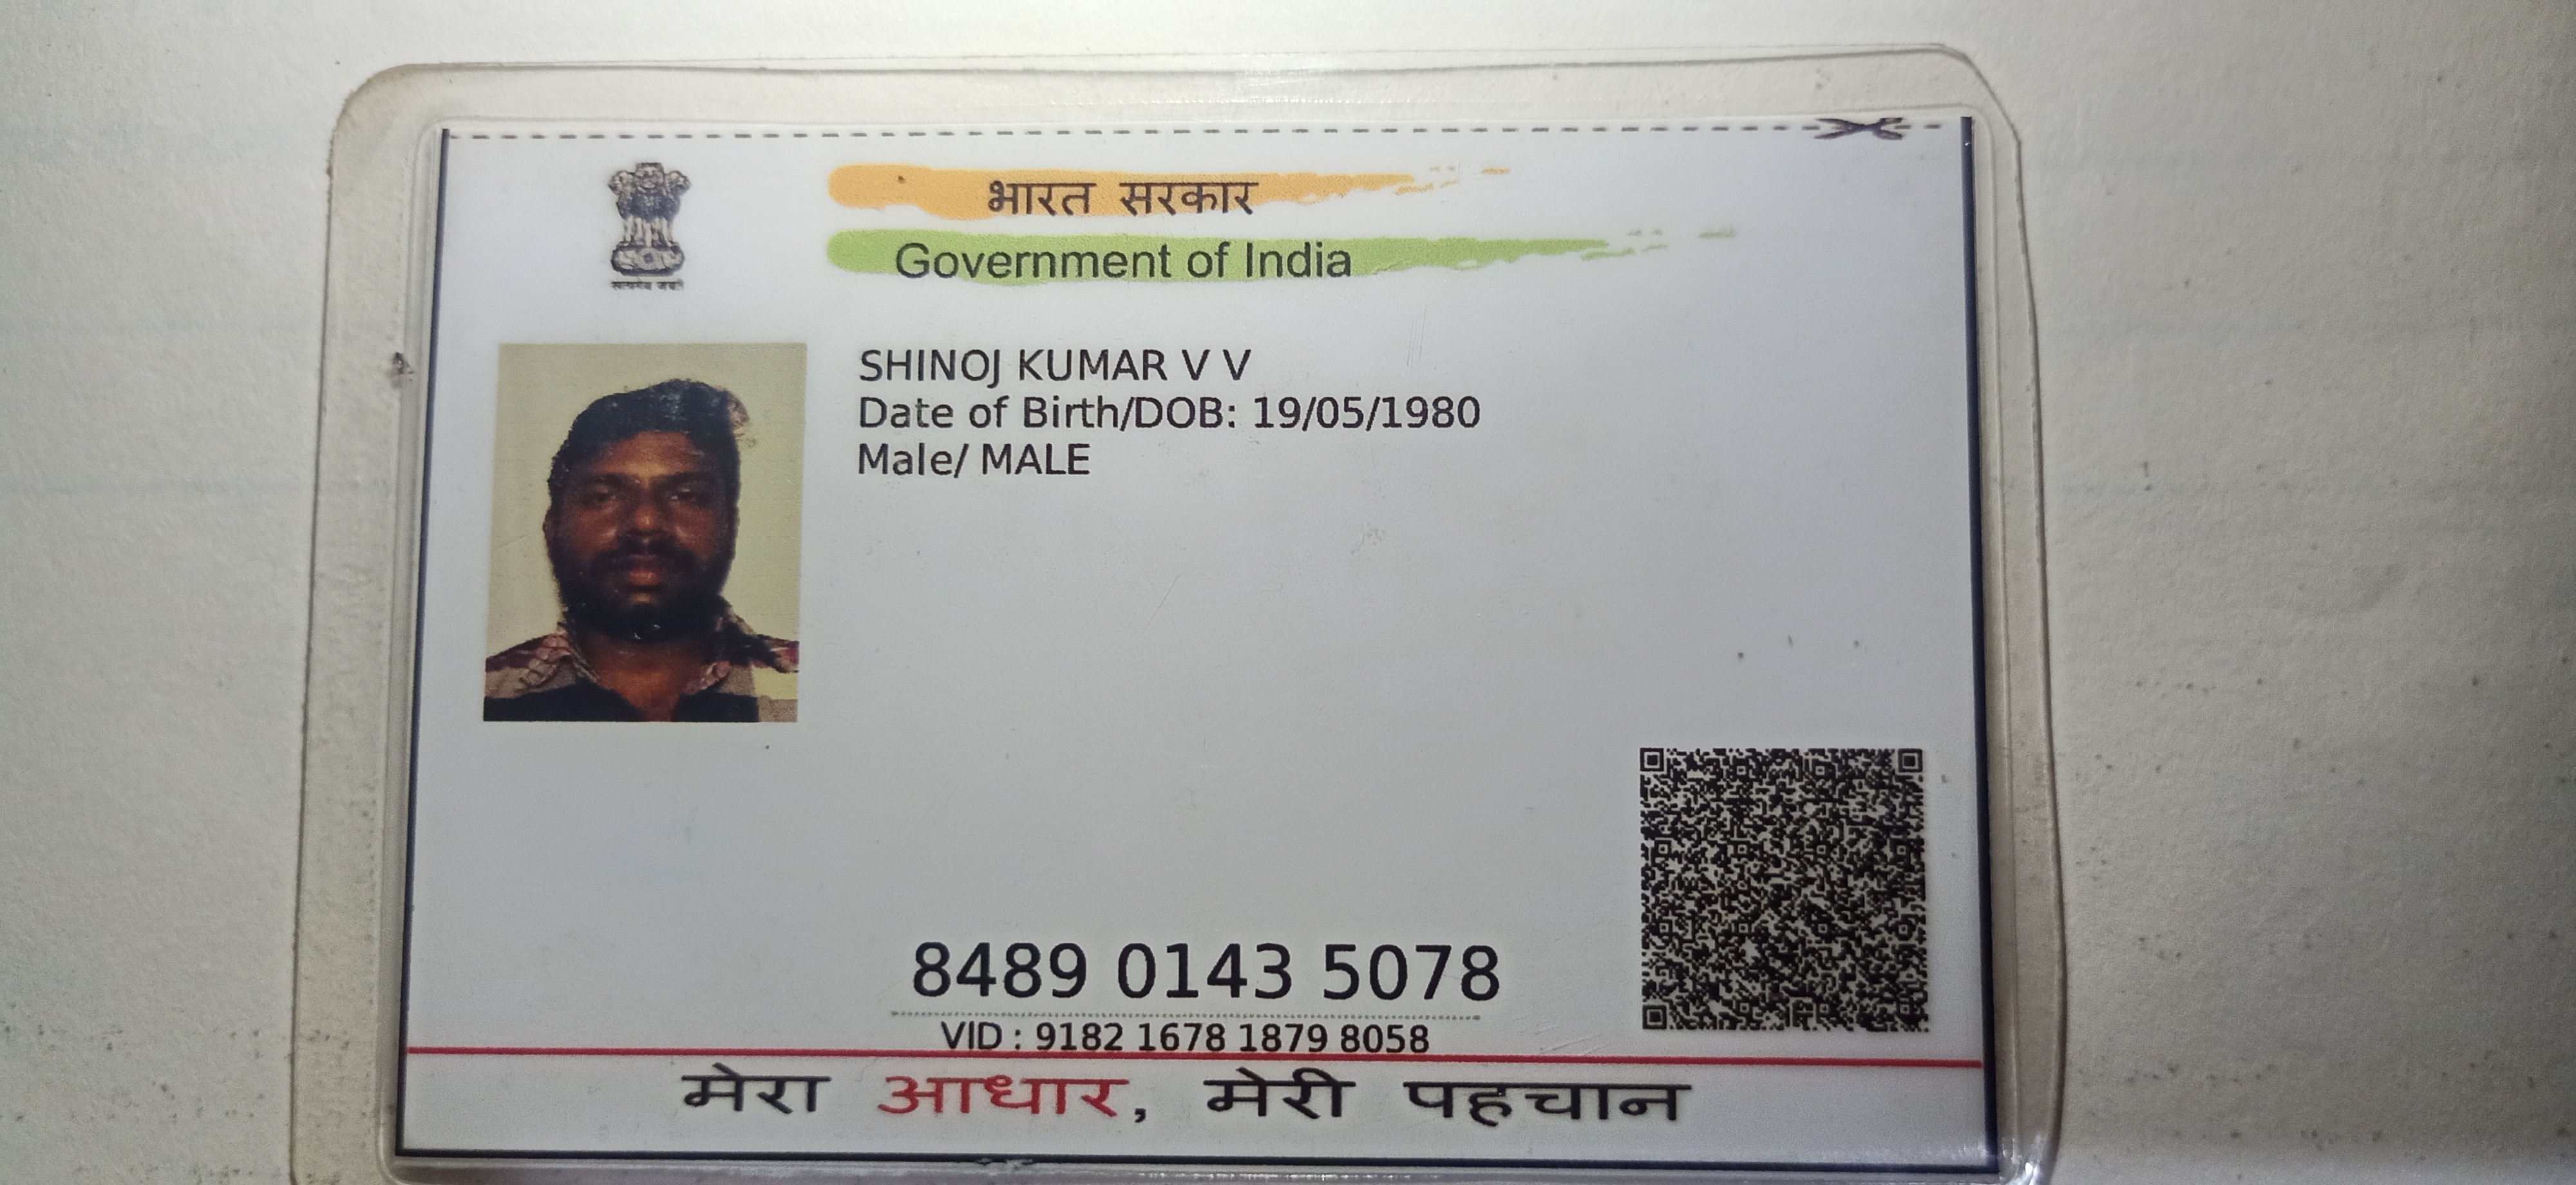 भारत सरकार
Government of India
सत्यमेव जयते
SHINOJ KUMAR V V
Date of Birth/DOB: 19/05/1980
Male/ MALE
8489 0143 5078
VID : 9182 1678 1879 8058
मेरा आधार, मेरी पहचान